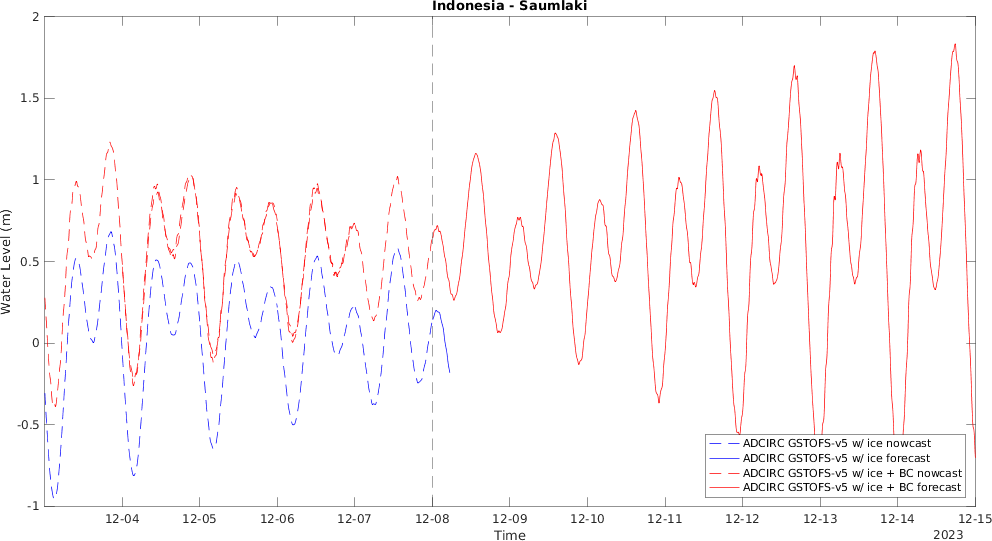 Indonesia - Saumlaki
Water Level (m)
2
1.5
1
0.5
0
-0.5
-1
ADCIRC GSTOFS-v5 w/ ice nowcast
ADCIRC GSTOFS-v5 w/ ice forecast
ADCIRC GSTOFS-v5 w/ ice + BC nowcast
ADCIRC GSTOFS-v5 w/ ice + BC forecast
12-04 12-05 12-06 12-07 12-08 12-09 12-10 12-11 12-12 12-13 12-14 12-15
Time
2023